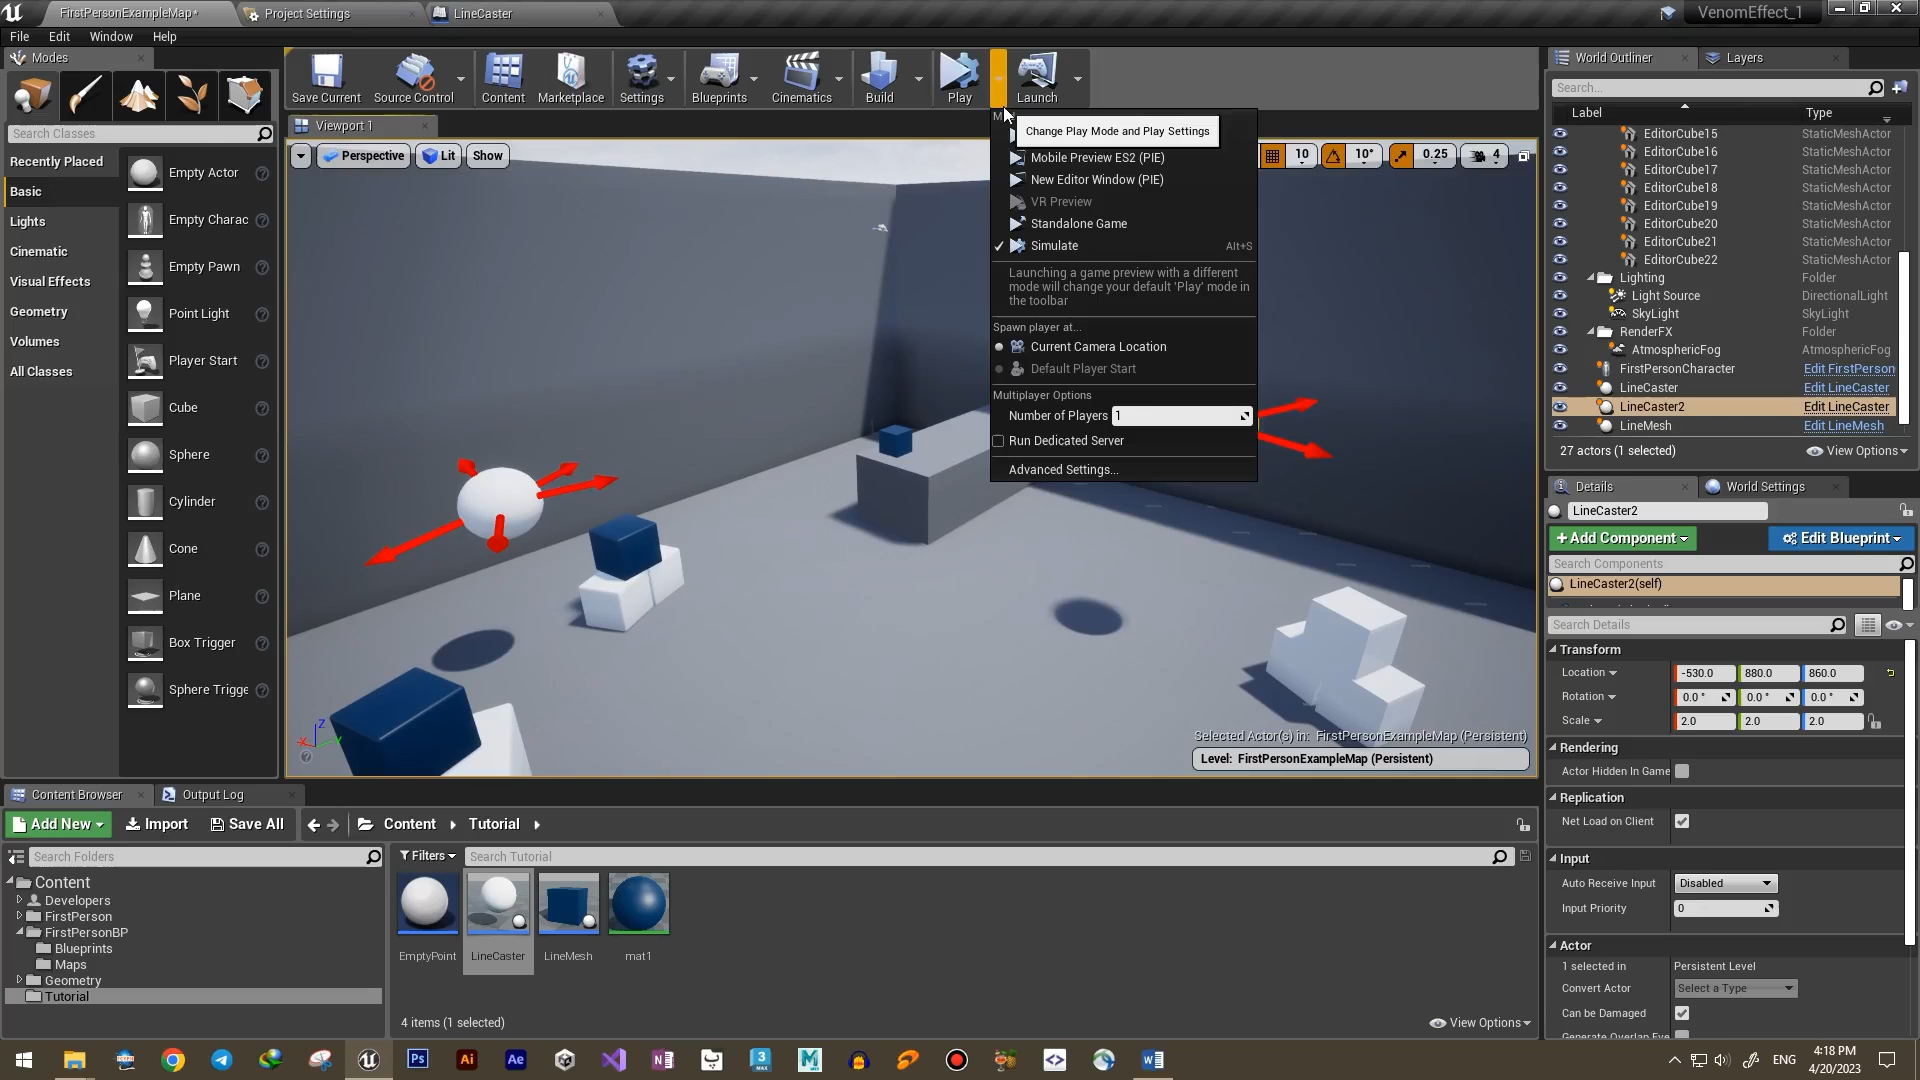 FirstPersonExampleMap*
Project Settings
LineCaster
VenomEffect_1
File Edit Window Help
Modes
Save Current
Source Control
Content
Marketplace
Settings
Blueprints
Cinematics
Build
Play
Launch
Search Classes
Recently Placed
Basic
Lights
Cinematic
Visual Effects
Geometry
Volumes
All Classes
Empty Actor
Empty Charac
Empty Pawn
Point Light
Player Start
Cube
Sphere
Cylinder
Cone
Plane
Box Trigger
Sphere Trigge
Viewport 1
Perspective
Lit
Show
10
10°
0.25
4
Change Play Mode and Play Settings
Mobile Preview ES2 (PIE)
New Editor Window (PIE)
VR Preview
Standalone Game
Simulate Alt+S
Launching a game preview with a different
mode will change your default 'Play' mode in
the toolbar
Spawn player at...
Current Camera Location
Default Player Start
Multiplayer Options
Number of Players 1
Run Dedicated Server
Advanced Settings...
X
Y
Z
Selected Actor(s) in: FirstPersonExampleMap (Persistent)
Level: FirstPersonExampleMap (Persistent)
World Outliner
Layers
Search...
Label Type
EditorCube15 StaticMeshActor
EditorCube16 StaticMeshActor
EditorCube17 StaticMeshActor
EditorCube18 StaticMeshActor
EditorCube19 StaticMeshActor
EditorCube20 StaticMeshActor
EditorCube21 StaticMeshActor
EditorCube22 StaticMeshActor
Lighting Folder
Light Source DirectionalLight
SkyLight SkyLight
RenderFX Folder
AtmosphericFog AtmosphericFog
FirstPersonCharacter Edit FirstPerson
LineCaster Edit LineCaster
LineCaster2 Edit LineCaster
LineMesh Edit LineMesh
27 actors (1 selected)
View Options
Details
World Settings
LineCaster2
+Add Component
Edit Blueprint
Search Components
LineCaster2(self)
Search Details
Transform
Location -530.0 880.0 860.0
Rotation 0.0 ° 0.0 ° 0.0 °
Scale 2.0 2.0 2.0
Rendering
Actor Hidden In Game
Replication
Net Load on Client
Input
Auto Receive Input Disabled
Input Priority 0
Actor
1 selected in Persistent Level
Convert Actor Select a Type
Can be Damaged
Content Browser
Output Log
Add New
Import
Save All
Content
Tutorial
Search Folders
Filters
Search Tutorial
Content
Developers
FirstPerson
FirstPersonBP
Blueprints
Maps
Geometry
Tutorial
EmptyPoint
LineCaster
LineMesh
mat1
4 items (1 selected)
View Options
ENG
4:18 PM
4/20/2023